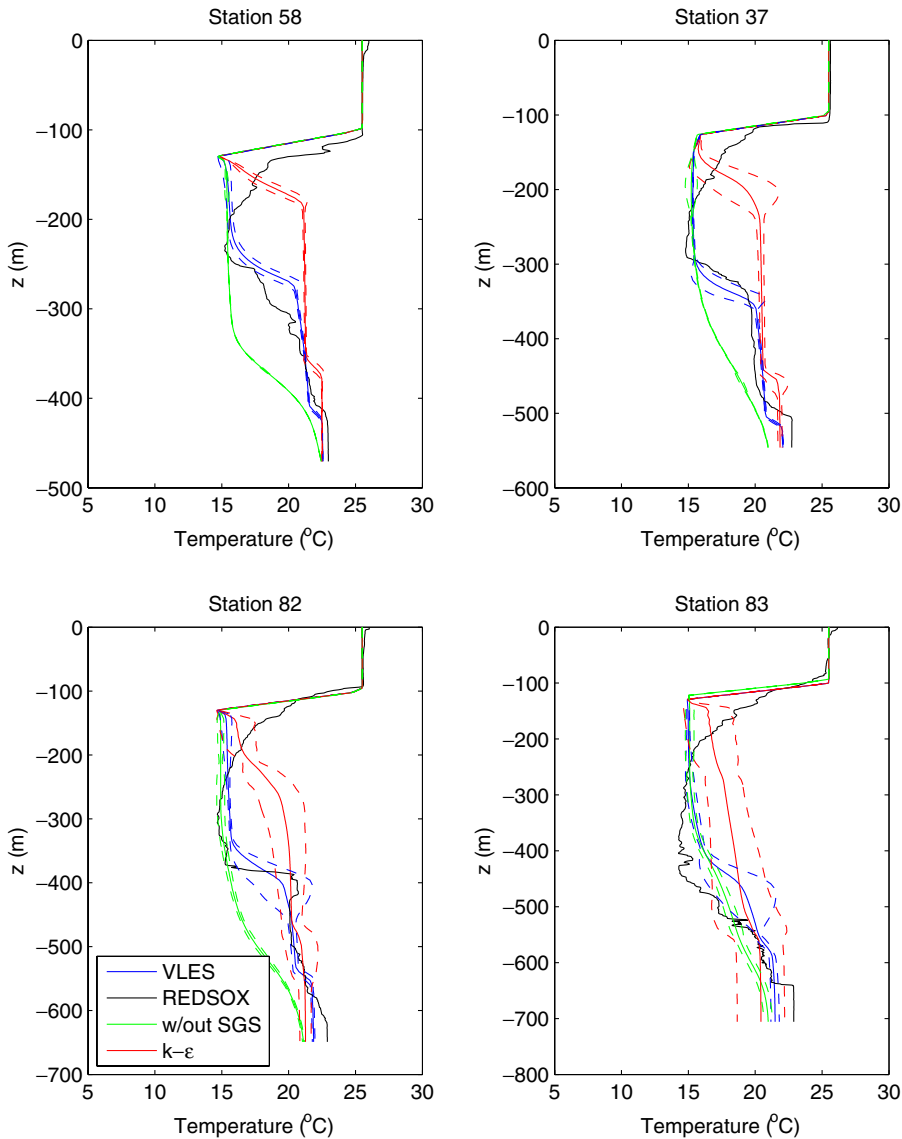 Station 58
0
−100
−200
−300
−400
−500
z (m)
5 10 15 20 25 30
Temperature (°C)
Station 37
0
−100
−200
−300
−400
−500
−600
z (m)
5 10 15 20 25 30
Temperature (°C)
Station 82
0
−100
−200
−300
−400
−500
−600
−700
z (m)
VLES
REDSOX
w/out SGS
k−ε
5 10 15 20 25 30
Temperature (°C)
Station 83
0
−100
−200
−300
−400
−500
−600
−700
−800
z (m)
5 10 15 20 25 30
Temperature (°C)